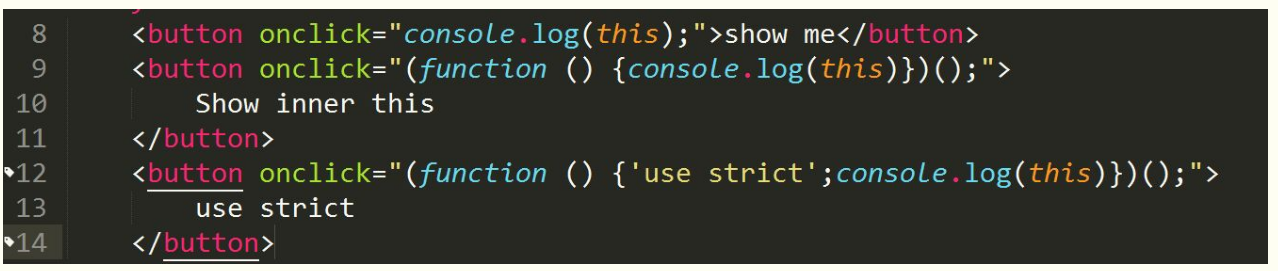 8 <button onclick="console.log(this);">show me</button>
9 <button onclick="(function () {console.log(this)})();">
10 Show inner this
11 </button>
12 <button onclick="(function () {'use strict';console.log(this)})();">
13 use strict
14 </button>